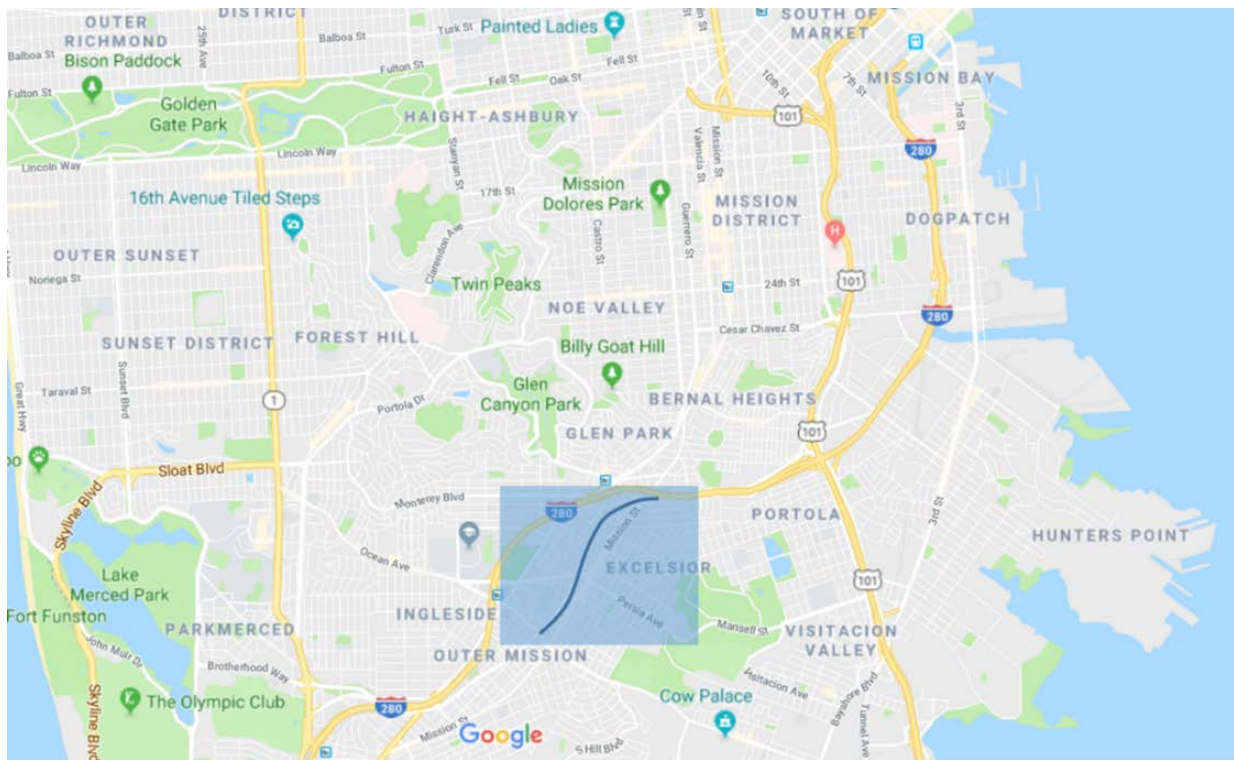 OUTER
RICHMOND
DISTRICT
Balboa St
25th Ave
Balboa St
Turk St
Painted Ladies
SOUTH OF
MARKET
Bison Paddock
Fulton St
Fulton St
Fell St
Oak St
Fell St
10th St
7th St
MISSION BAY
Golden
Gate Park
HAIGHT-ASHBURY
101
3rd St
Lincoln Way
Lincoln Way
Stanyan St
Valencia St
Mission St
280
16th Avenue Tiled Steps
17th St
Mission
Dolores Park
MISSION
DISTRICT
DOGPATCH
H
OUTER SUNSET
Clarendon Ave
Castro St
Guerrero St
Noriega St
Twin Peaks
24th St
101
NOE VALLEY
280
SUNSET DISTRICT
FOREST HILL
Cesar Chavez St
Billy Goat Hill
Great Hwy
Taraval St
Sunset Blvd
1
Portola Dr
Glen
Canyon Park
BERNAL HEIGHTS
GLEN PARK
101
Sloat Blvd
Skyline Blvd
Monterey Blvd
280
Mission St
PORTOLA
3rd St
HUNTERS POINT
Ocean Ave
EXCELSIOR
Lake
Merced Park
101
Fort Funston
INGLESIDE
Persia Ave
PARKMERCED
Mansell St
VISITACION
VALLEY
John Muir Dr
OUTER MISSION
Brotherhood Way
Visitacion Ave
Bayshore Blvd
Tunnel Ave
The Olympic Club
Skyline Blv
280
Cow Palace
Mission St
Google
S Hill Blvd